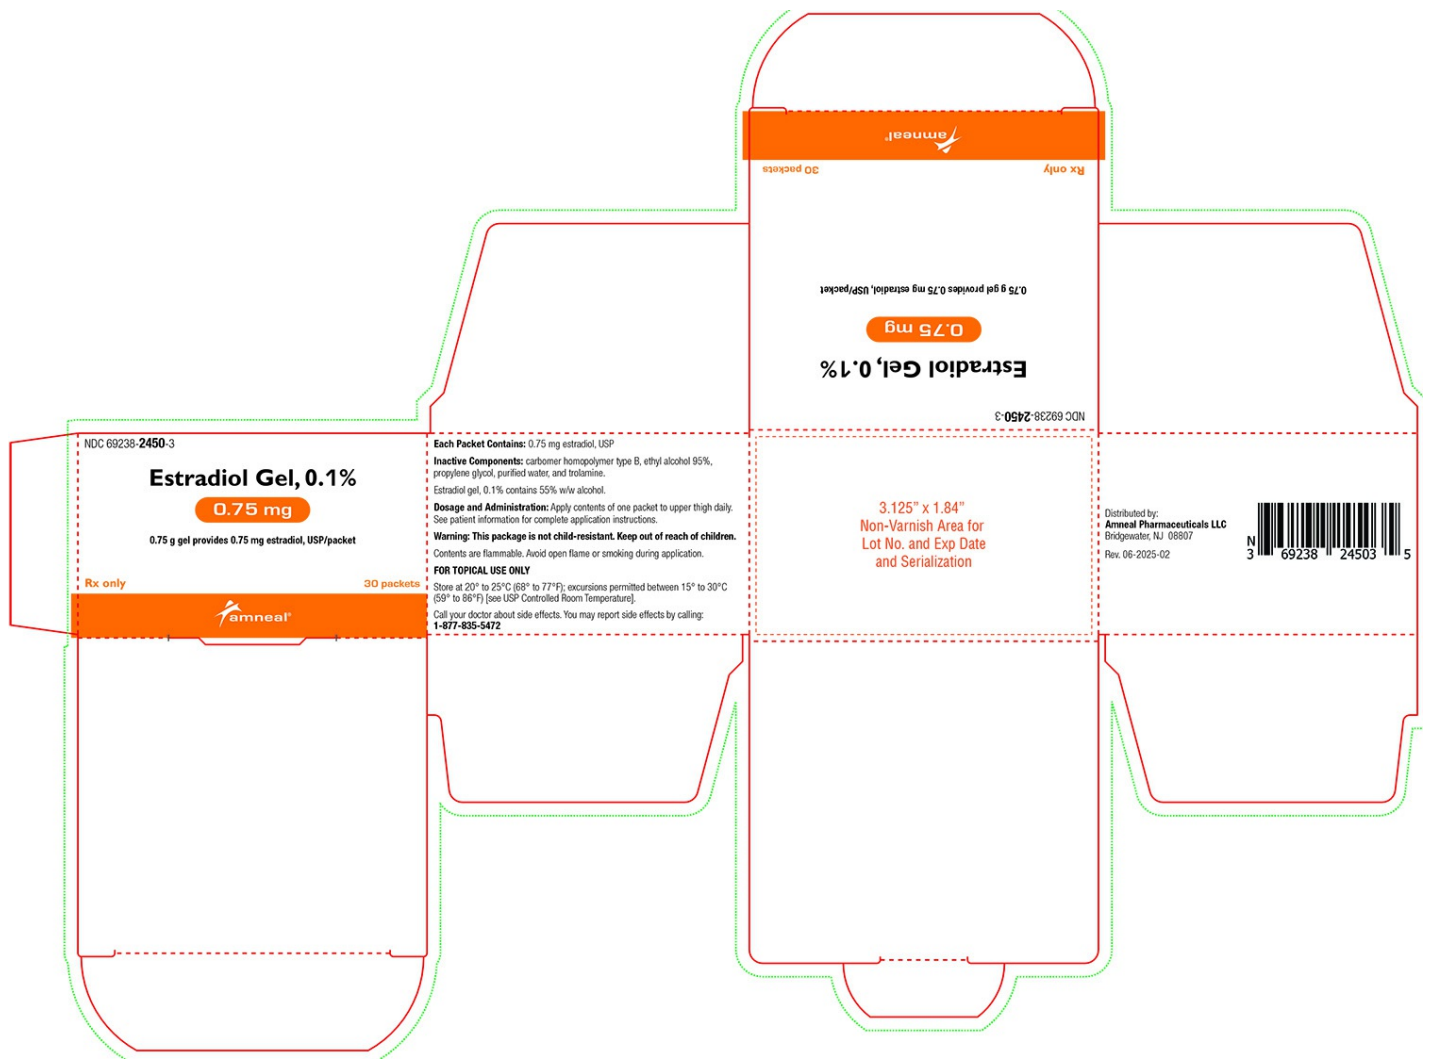 amneal®
30 packets
Rx only
0.75 g gel provides 0.75 mg estradiol, USP/packet
0.75 mg
Estradiol Gel, 0.1%
NDC 69238-2450-3
NDC 69238-2450-3
Estradiol Gel, 0.1%
0.75 mg
0.75 g gel provides 0.75 mg estradiol, USP/packet
Rx only
30 packets
amneal®
Each Packet Contains: 0.75 mg estradiol, USP
Inactive Components: carbomer homopolymer type B, ethyl alcohol 95%,
propylene glycol, purified water, and trolamine.
Estradiol gel, 0.1% contains 55% w/w alcohol.
Dosage and Administration: Apply contents of one packet to upper thigh daily.
See patient information for complete application instructions.
Warning: This package is not child-resistant. Keep out of reach of children.
Contents are flammable. Avoid open flame or smoking during application.
FOR TOPICAL USE ONLY
Store at 20° to 25°C (68° to 77°F); excursions permitted between 15° to 30°C
(59° to 86°F) [see USP Controlled Room Temperature].
Call your doctor about side effects. You may report side effects by calling:
1-877-835-5472
3.125” x 1.84”
Non-Varnish Area for
Lot No. and Exp Date
and Serialization
Distributed by:
Amneal Pharmaceuticals LLC
Bridgewater, NJ 08807
Rev. 06-2025-02
N
3 69238 24503 5